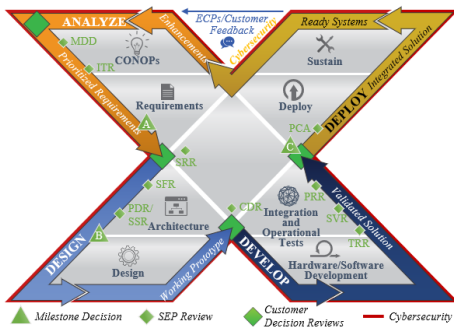 ANALYZE
Enhancements
ECPs/Customer
Feedback
Cybersecurity
Ready Systems
MDD
ITR
CONOPs
Sustain
Prioritized Requirements
Requirements
Deploy
DEPLOY Integrated Solution
A
PCA
C
SRR
SFR
PDR/
SSR
CDR
PRR
SVR
TRR
B
Architecture
Integration
and
Operational
Tests
Validated Solution
DESIGN
Design
Working Prototype
DEVELOP
Hardware/Software
Development
Milestone Decision
SEP Review
Customer
Decision Reviews
Cybersecurity